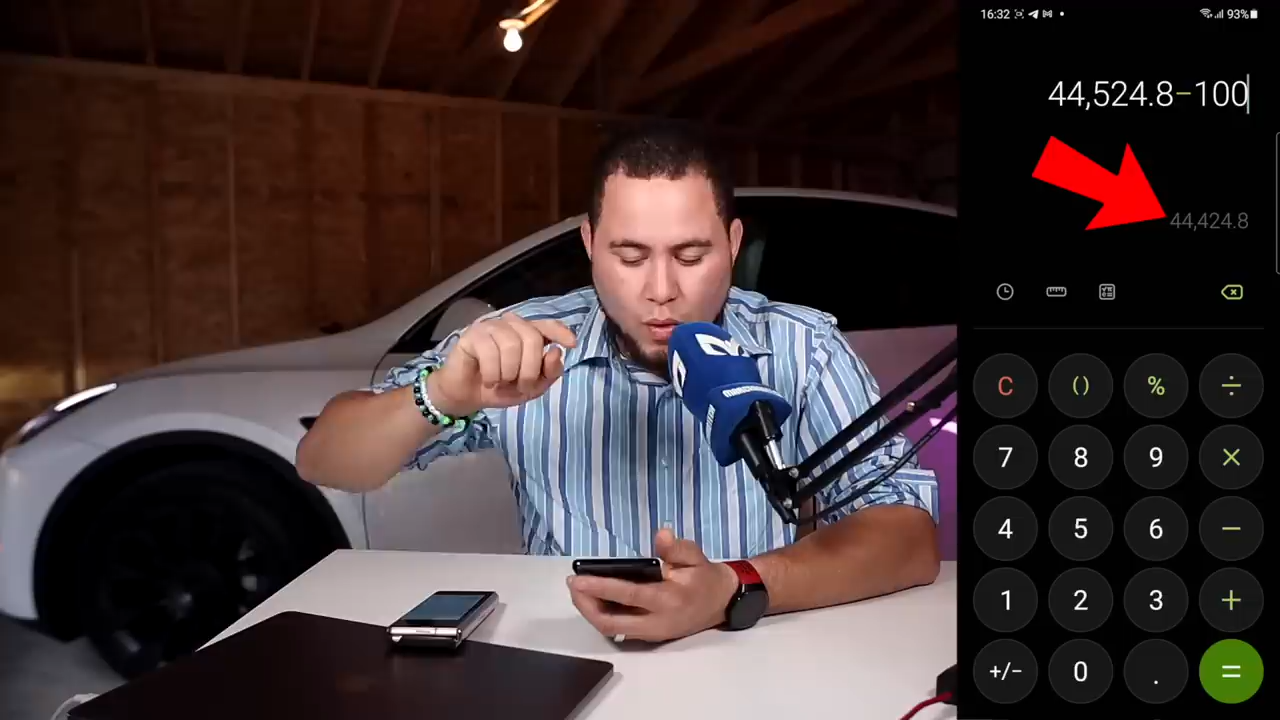 16:32
93%
44,524.8−100
44,424.8
C () % ÷
7 8 9 ×
4 5 6 −
1 2 3 +
+/− 0 . =